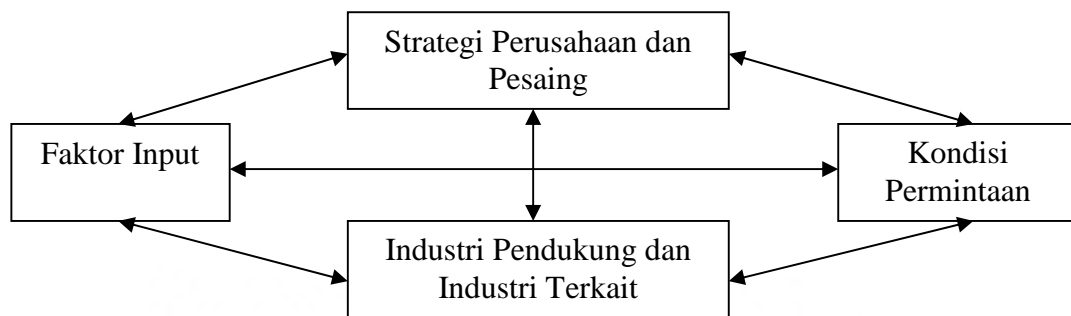 Strategi Perusahaan dan
Pesaing
Faktor Input
Kondisi
Permintaan
Industri Pendukung dan
Industri Terkait